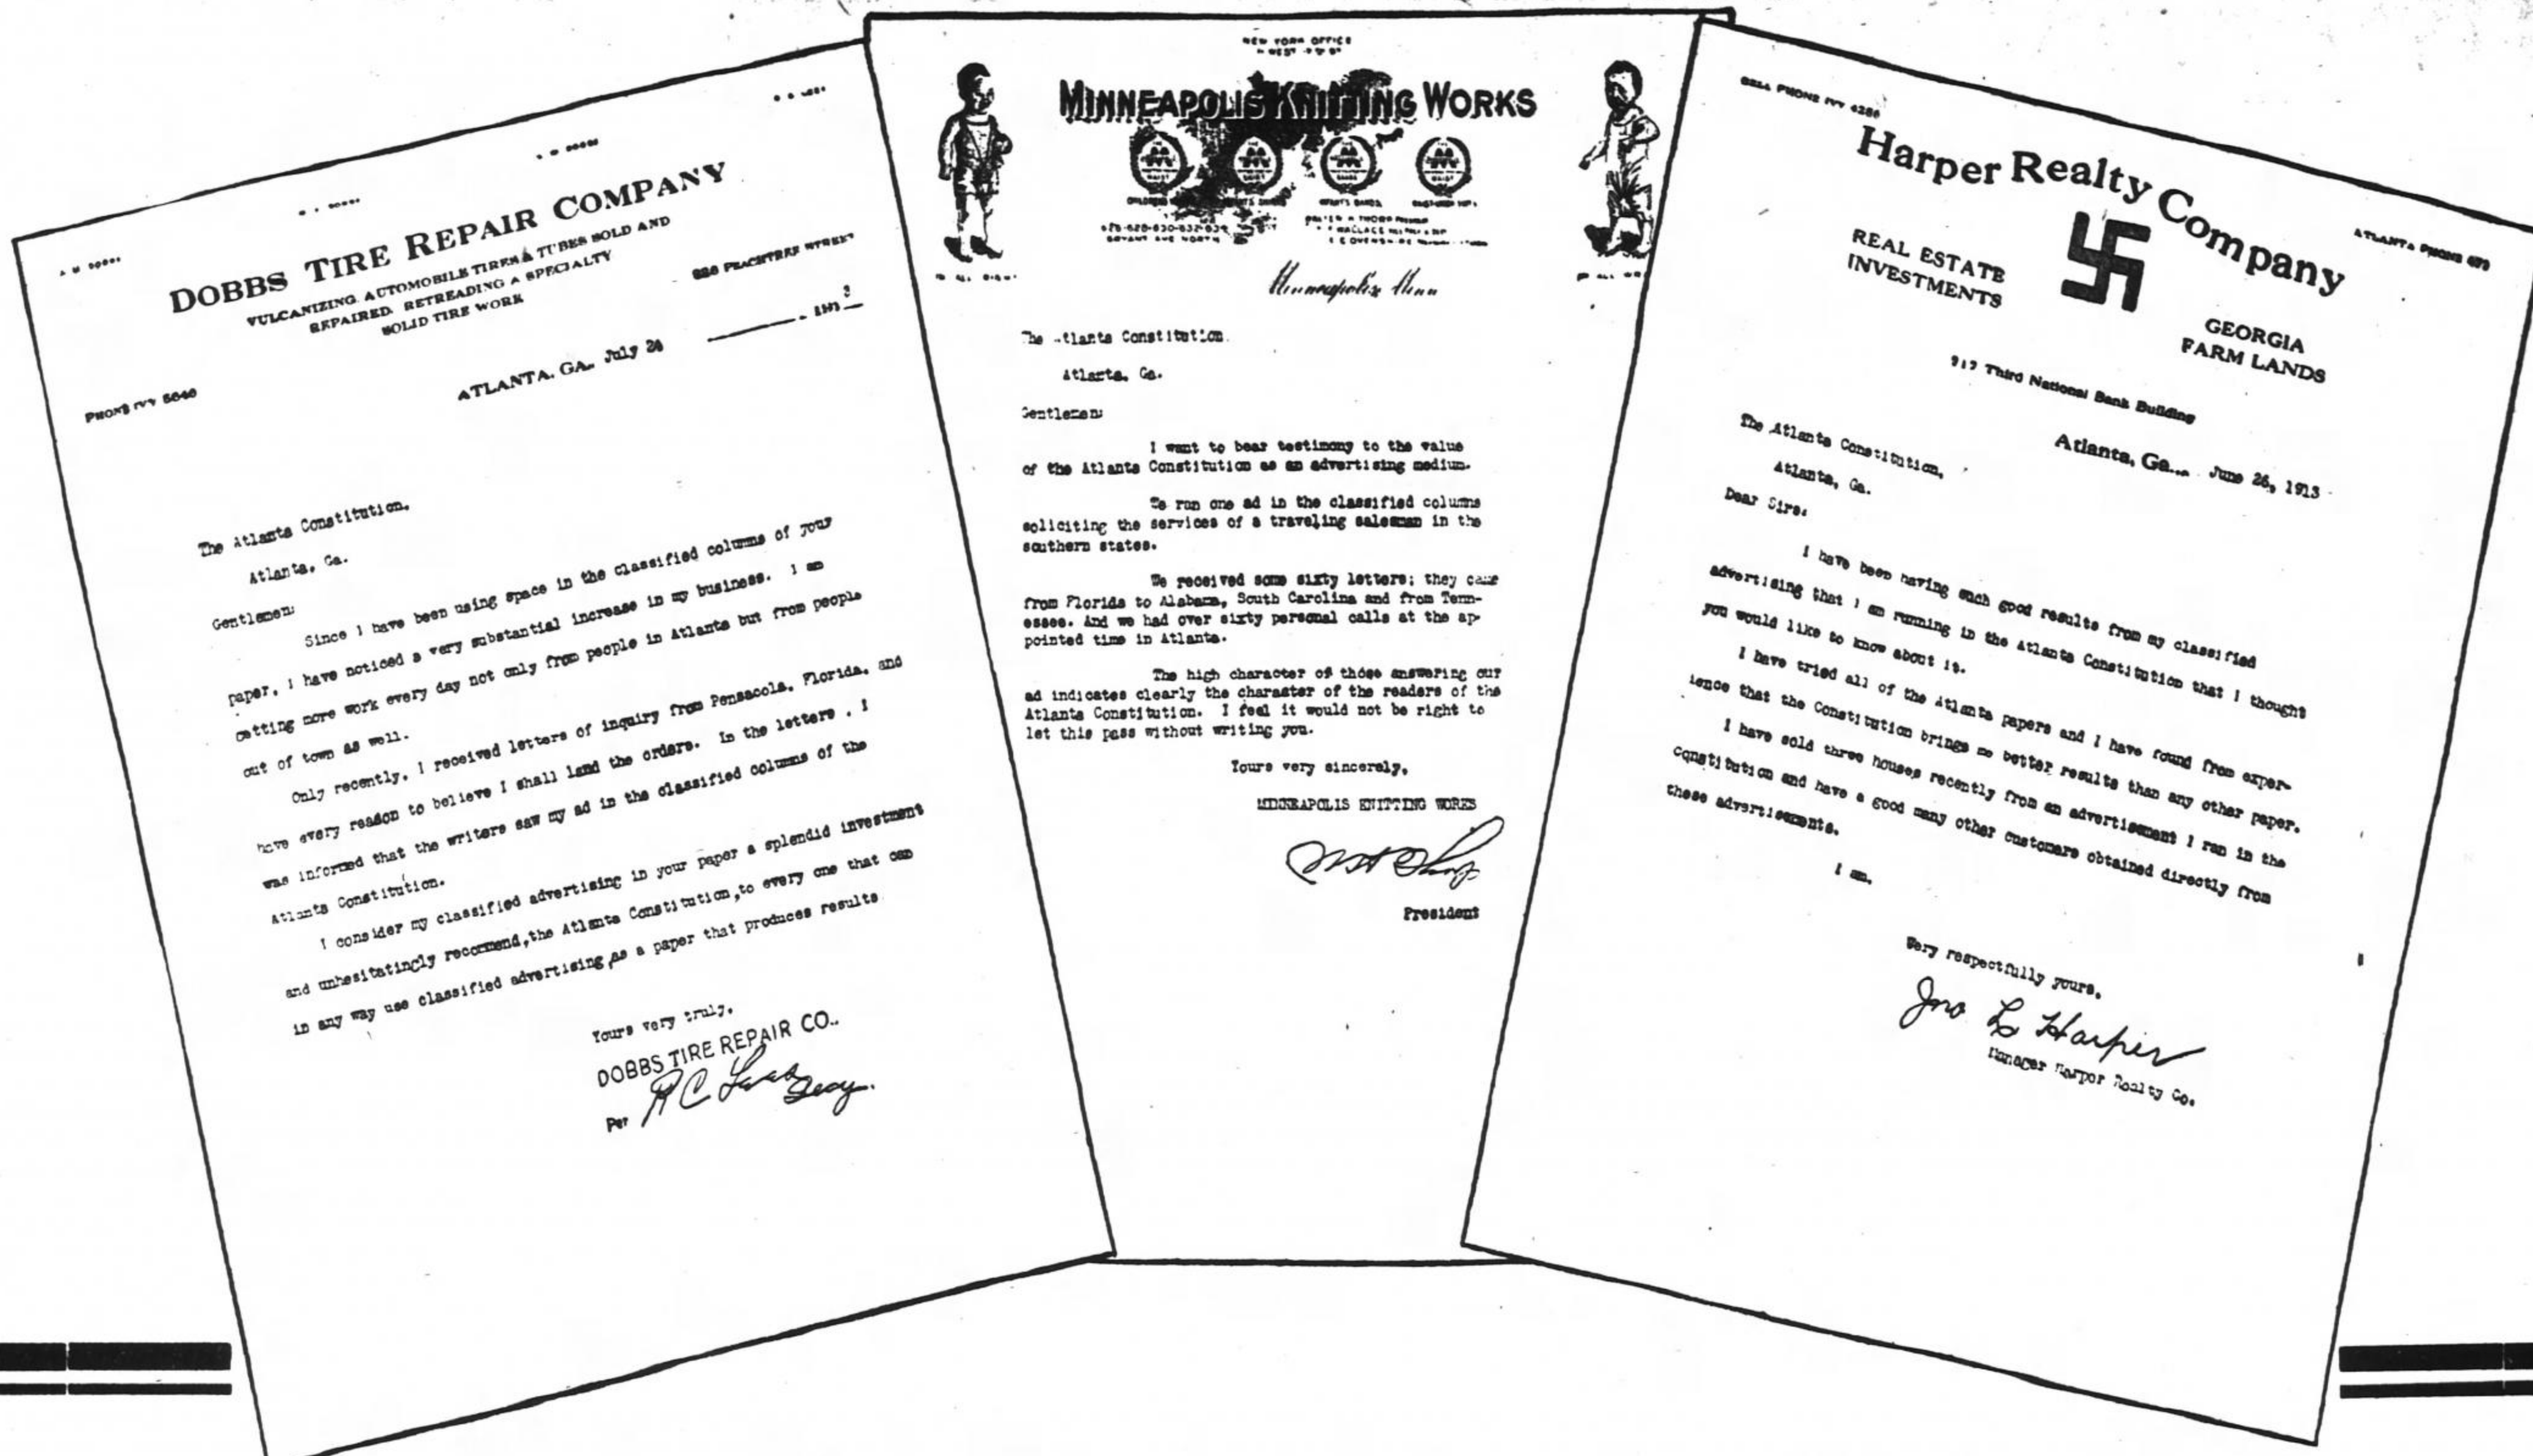 DOBBS TIRE REPAIR COMPANY
VULCANIZING. AUTOMOBILE TIRES & TUBES SOLD AND
REPAIRED. RETREADING A SPECIALTY
SOLID TIRE WORK
PEACHTREE STREET
PHONE IVY 5646
ATLANTA, GA., July 26
The Atlanta Constitution,
Atlanta, Ga.
Gentlemen:
Since I have been using space in the classified columns of your
paper, I have noticed a very substantial increase in my business. I am
getting more work every day not only from people in Atlanta but from people
out of town as well.
Only recently, I received letters of inquiry from Pensacola, Florida, and
have every reason to believe I shall land the orders. In the letters, I
was informed that the writers saw my ad in the classified columns of the
Atlanta Constitution.
I consider my classified advertising in your paper a splendid investment
and unhesitatingly recommend, the Atlanta Constitution, to every one that can
in any way use classified advertising, as a paper that produces results.
Yours very truly,
DOBBS TIRE REPAIR CO..
Per R C
NEW YORK OFFICE
MINNEAPOLIS KNITTING WORKS
BRYANT AVE NORTH
Minneapolis Minn
The Atlanta Constitution.
Atlanta, Ga.
Gentlemen:
I want to bear testimony to the value
of the Atlanta Constitution as an advertising medium.
We ran one ad in the classified columns
soliciting the services of a traveling salesman in the
southern states.
We received some sixty letters; they came
from Florida to Alabama, South Carolina and from Tenn-
essee. And we had over sixty personal calls at the ap-
pointed time in Atlanta.
The high character of those answering our
ad indicates clearly the character of the readers of the
Atlanta Constitution. I feel it would not be right to
let this pass without writing you.
Yours very sincerely,
MINNEAPOLIS KNITTING WORKS
President
BELL PHONE IVY 4286
ATLANTA PHONE 672
Harper Realty Company
REAL ESTATE
INVESTMENTS
GEORGIA
FARM LANDS
717 Third National Bank Building
Atlanta, Ga... June 26, 1913
The Atlanta Constitution,
Atlanta, Ga.
Dear Sirs:
I have been having such good results from my classified
advertising that I am running in the Atlanta Constitution that I thought
you would like to know about it.
I have tried all of the Atlanta papers and I have found from exper-
ience that the Constitution brings me better results than any other paper.
I have sold three houses recently from an advertisement I ran in the
Constitution and have a good many other customers obtained directly from
these advertisements.
I am,
Very respectfully yours,
Jno L Harper
Manager Harper Realty Co.